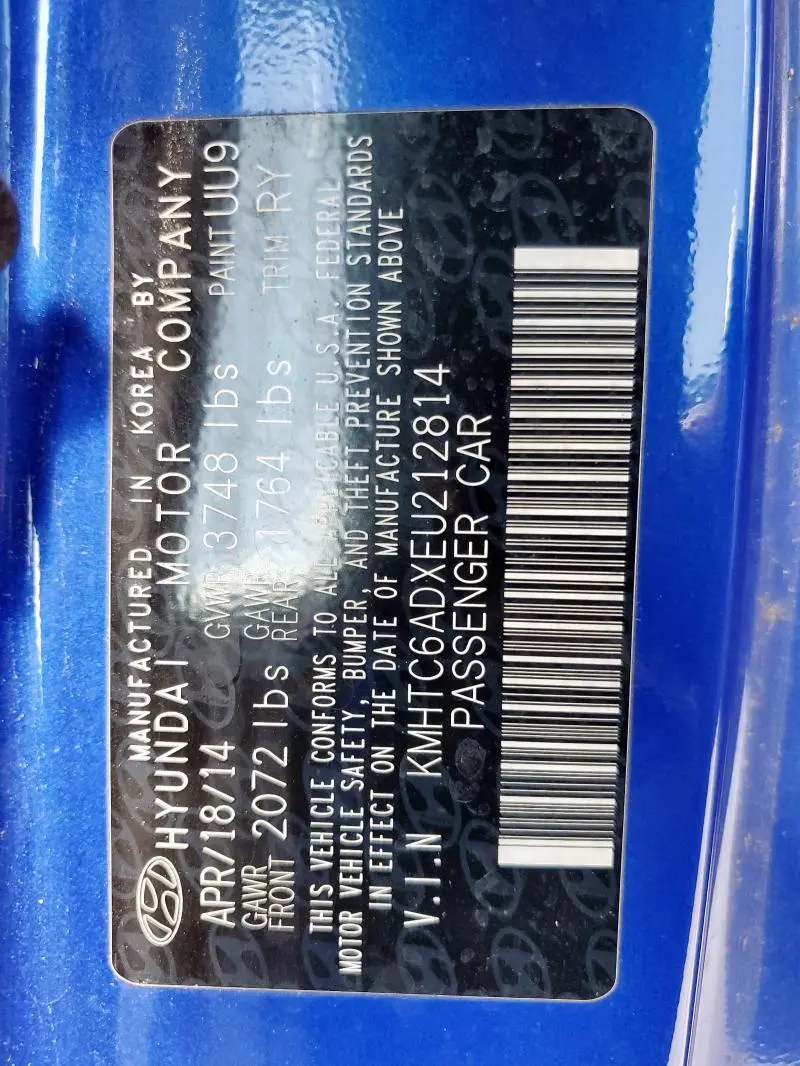 MANUFACTURED IN KOREA BY
HYUNDAI MOTOR COMPANY
APR/18/14 GVWR 3748 lbs PAINT UU9
GAWR FRONT 2072 lbs GAWR REAR 1764 lbs TRIM RY
THIS VEHICLE CONFORMS TO ALL APPLICABLE U.S.A. FEDERAL
MOTOR VEHICLE SAFETY, BUMPER, AND THEFT PREVENTION STANDARDS
IN EFFECT ON THE DATE OF MANUFACTURE SHOWN ABOVE
V.I.N KMHTC6ADXEU212814
PASSENGER CAR